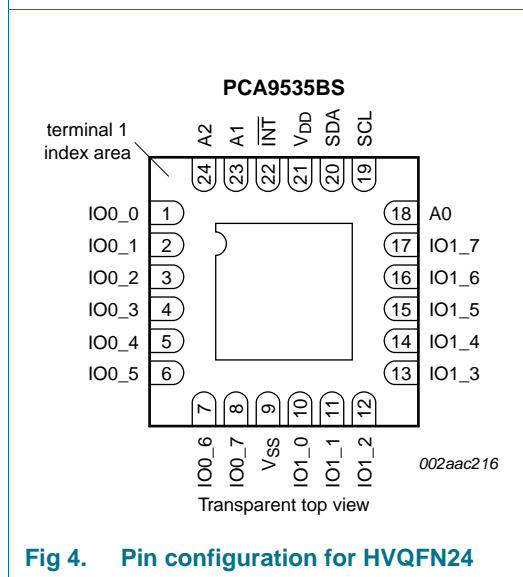 PCA9535BS
terminal 1
index area
A2
A1
INT
VDD
SDA
SCL
24
23
22
21
20
19
IO0_0 1
IO0_1 2
IO0_2 3
IO0_3 4
IO0_4 5
IO0_5 6
18 A0
17 IO1_7
16 IO1_6
15 IO1_5
14 IO1_4
13 IO1_3
7
8
9
10
11
12
IO0_6
IO0_7
VSS
IO1_0
IO1_1
IO1_2
002aac216
Transparent top view
Fig 4. Pin configuration for HVQFN24